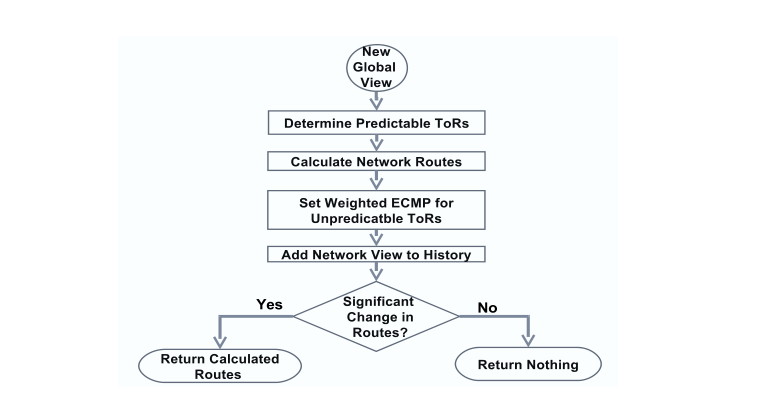 New
Global
View
Determine Predictable ToRs
Calculate Network Routes
Set Weighted ECMP for
Unpredicatble ToRs
Add Network View to History
Significant
Change in
Routes?
Yes
No
Return Calculated
Routes
Return Nothing